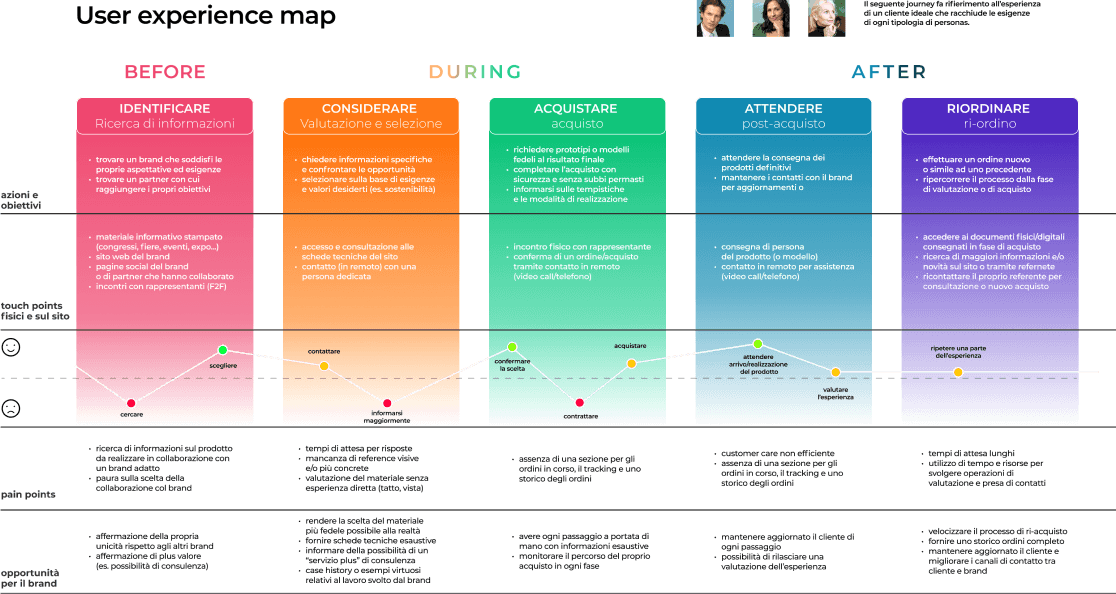 User experience map
Il seguente journey fa rifierimento all'esperienza
di un cliente ideale che racchiude le esigenze
di ogni tipologia di personas.
BEFORE
DURING
AFTER
IDENTIFICARE
Ricerca di informazioni
CONSIDERARE
Valutazione e selezione
ACQUISTARE
acquisto
ATTENDERE
post-acquisto
RIORDINARE
ri-ordino
azioni e
obiettivi
• trovare un brand che soddisfi le
proprie aspettative ed esigenze
• trovare un partner con cui
raggiungere i propri obiettivi
• chiedere informazioni specifiche
e confrontare le opportunità
• selezionare sulla base di esigenze
e valori desiderti (es. sostenibilità)
• richiedere prototipi o modelli
fedeli al risultato finale
• completare l'acquisto con
sicurezza e senza subbi permasti
• informarsi sulle tempistiche
e le modalità di realizzazione
• attendere la consegna dei
prodotti definitivi
• mantenere i contatti con il brand
per aggiornamenti o
• effettuare un ordine nuovo
o simile ad uno precedente
• ripercorrere il processo dalla fase
di valutazione o di acquisto
touch points
fisici e sul sito
• materiale informativo stampato
(congressi, fiere, eventi, expo...)
• sito web del brand
• pagine social del brand
o di partner che hanno collaborato
• incontri con rappresentanti (F2F)
• accesso e consultazione alle
schede tecniche del sito
• contatto (in remoto) con una
persona dedicata
• incontro fisico con rappresentante
• conferma di un ordine/acquisto
tramite contatto in remoto
(video call/telefono)
• consegna di persona
del prodotto (o modello)
• contatto in remoto per assistenza
(video call/telefono)
• accedere ai documenti fisici/digitali
consegnati in fase di acquisto
• ricerca di maggiori informazioni e/o
novità sul sito o tramite refernete
• ricontattare il proprio referente per
consultazione o nuovo acquisto
cercare
scegliere
contattare
informarsi
maggiormente
confermare
la scelta
contrattare
acquistare
attendere
arrivo/realizzazione
del prodotto
valutare
l'esperienza
ripetere una parte
dell'esperienza
pain points
• ricerca di informazioni sul prodotto
da realizzare in collaborazione con
un brand adatto
• paura sulla scelta della
collaborazione col brand
• tempi di attesa per risposte
• mancanza di reference visive
e/o più concrete
• valutazione del materiale senza
esperienza diretta (tatto, vista)
• assenza di una sezione per gli
ordini in corso, il tracking e uno
storico degli ordini
• customer care non efficiente
• assenza di una sezione per gli
ordini in corso, il tracking e uno
storico degli ordini
• tempi di attesa lunghi
• utilizzo di tempo e risorse per
svolgere operazioni di
valutazione e presa di contatti
opportunità
per il brand
• affermazione della propria
unicità rispetto agli altri brand
• affermazione di plus valore
(es. possibilità di consulenza)
• rendere la scelta del materiale
più fedele possibile alla realtà
• fornire schede tecniche esaustive
• informare della possibilità di un
"servizio plus" di consulenza
• case history o esempi virtuosi
relativi al lavoro svolto dal brand
• avere ogni passaggio a portata di
mano con informazioni esaustive
• monitorare il percorso del proprio
acquisto in ogni fase
• mantenere aggiornato il cliente di
ogni passaggio
• possibilità di rilasciare una
valutazione dell'esperienza
• velocizzare il processo di ri-acquisto
• fornire uno storico ordini completo
• mantenere aggiornato il cliente e
migliorare i canali di contatto tra
cliente e brand